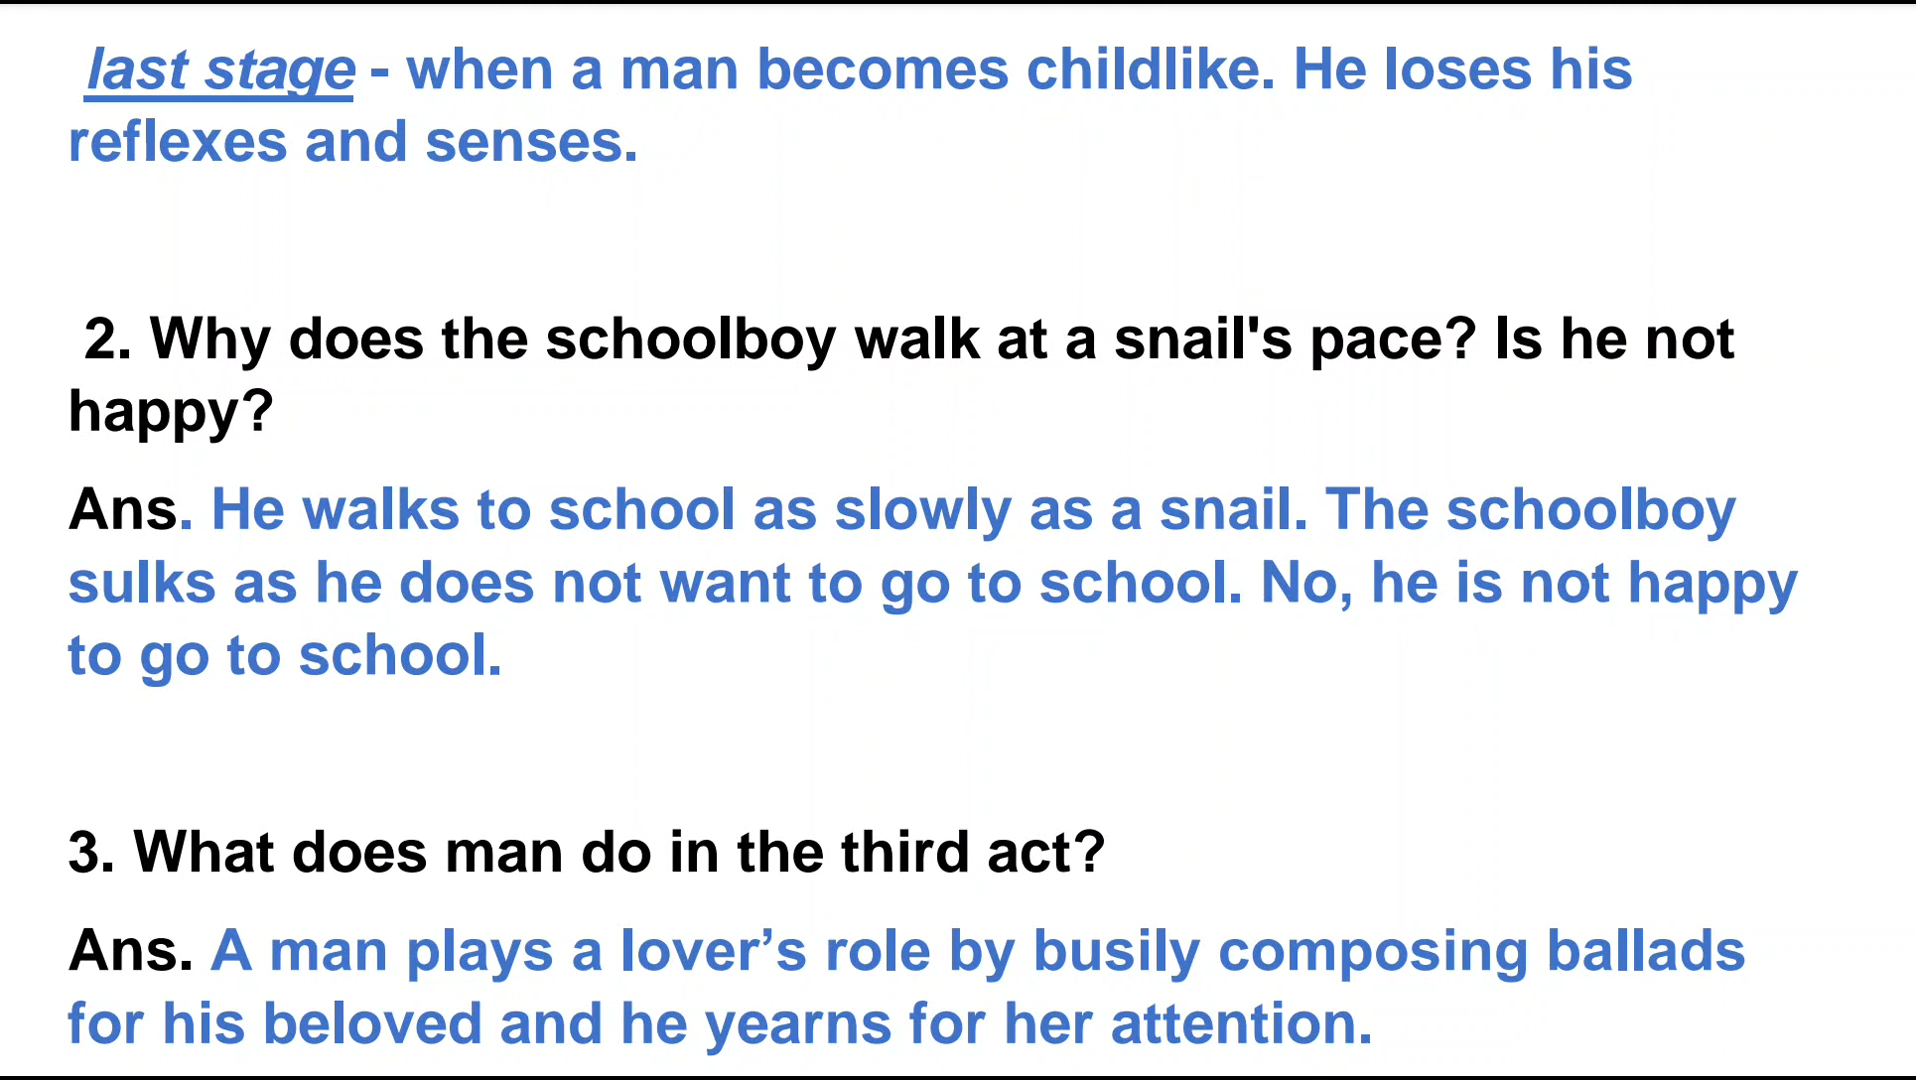 last stage - when a man becomes childlike. He loses his
reflexes and senses.
2. Why does the schoolboy walk at a snail's pace? Is he not
happy?
Ans. He walks to school as slowly as a snail. The schoolboy
sulks as he does not want to go to school. No, he is not happy
to go to school.
3. What does man do in the third act?
Ans. A man plays a lover’s role by busily composing ballads
for his beloved and he yearns for her attention.